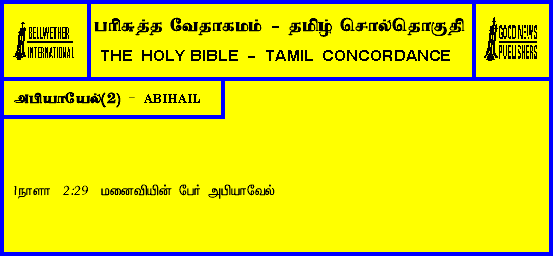 BELLWETHER
INTERNATIONAL
பரிசுத்த வேதாகமம் - தமிழ் சொல்தொகுதி
THE HOLY BIBLE - TAMIL CONCORDANCE
GOOD NEWS
PUBLISHERS
அபியாயேல்(2) - ABIHAIL
1நாளா 2:29 மனைவியின் பேர் அபியாவேல்